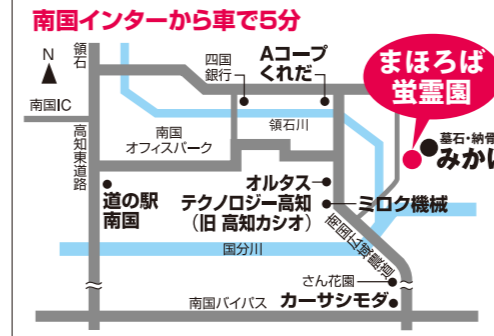 南国インターから車で5分
N
領石
四国
銀行
Aコープ
くれだ
まほろば
蛍霊園
南国IC
高知東道路
南国
オフィスパーク
領石川
墓石・納骨
みかげ
道の駅
南国
オルタス
テクノロジー高知
(旧 高知カシオ)
ミロク機械
南国広域農道
国分川
さん花園
南国バイパス
カーサシモダ